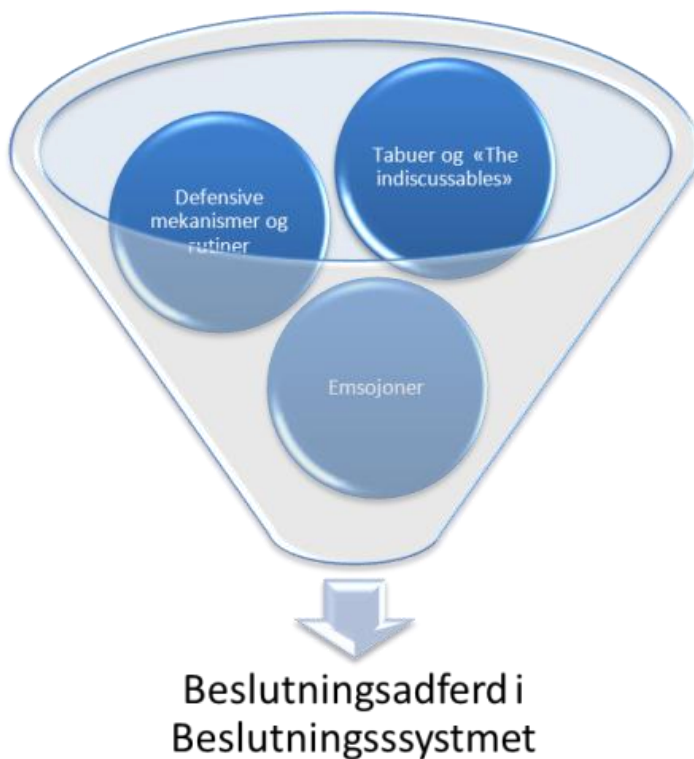 Tabuer og «The
indiscussables»
Defensive
mekanismer og
rutiner
Emsojoner
Beslutningsadferd i
Beslutningsssystmet